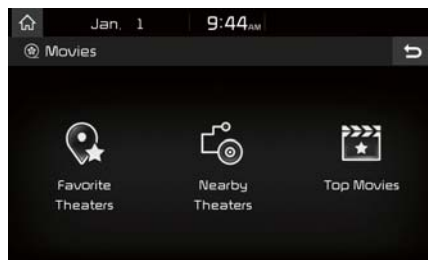 Jan. 1 9:44AM
Movies
Favorite Nearby Top Movies
Theaters Theaters